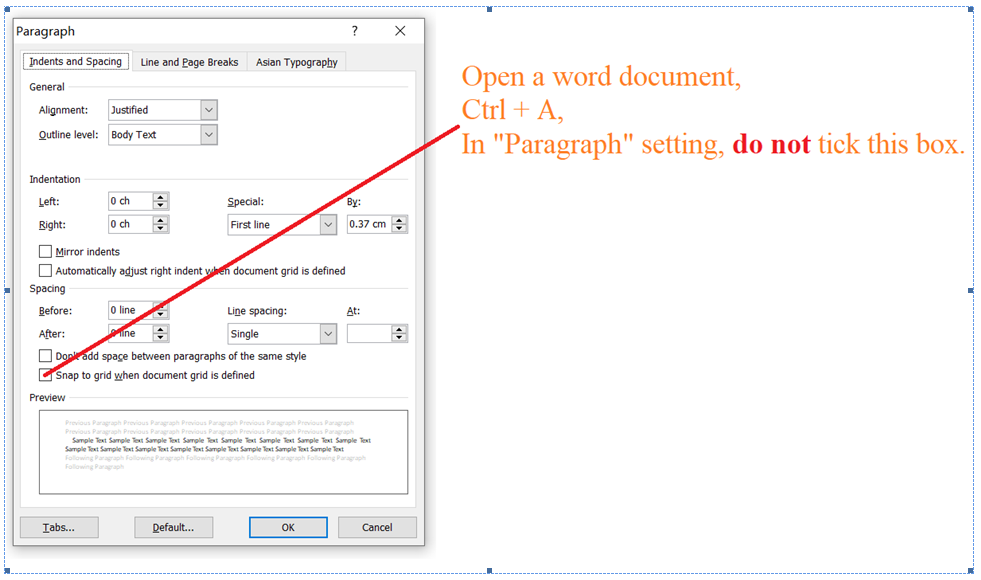 Paragraph ?
Indents and Spacing Line and Page Breaks Asian Typography
General
Alignment: Justified
Outline level: Body Text
Indentation
Left: 0 ch Special: By:
Right: 0 ch First line 0.37 cm
Mirror indents
Automatically adjust right indent when document grid is defined
Spacing
Before: 0 line Line spacing: At:
After: 0 line Single
Don't add space between paragraphs of the same style
Snap to grid when document grid is defined
Preview
Previous Paragraph Previous Paragraph Previous Paragraph Previous Paragraph Previous Paragraph
Previous Paragraph Previous Paragraph Previous Paragraph Previous Paragraph Previous Paragraph
Sample Text Sample Text Sample Text Sample Text Sample Text Sample Text Sample Text Sample Text
Sample Text Sample Text Sample Text Sample Text Sample Text Sample Text Sample Text Sample Text
Following Paragraph Following Paragraph Following Paragraph Following Paragraph Following Paragraph
Following Paragraph
Tabs... Default... OK Cancel
Open a word document,
Ctrl + A,
In "Paragraph" setting, do not tick this box.